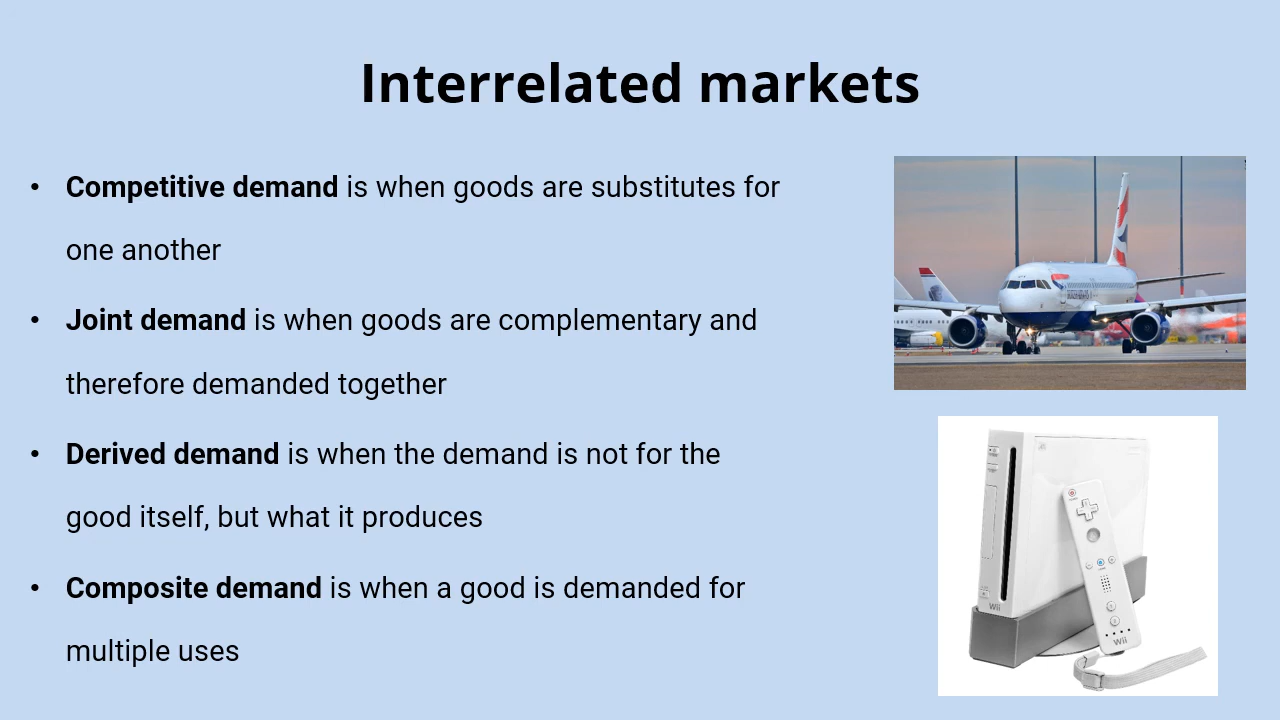 Interrelated markets
• Competitive demand is when goods are substitutes for
one another
• Joint demand is when goods are complementary and
therefore demanded together
• Derived demand is when the demand is not for the
good itself, but what it produces
• Composite demand is when a good is demanded for
multiple uses
Wii
Wii